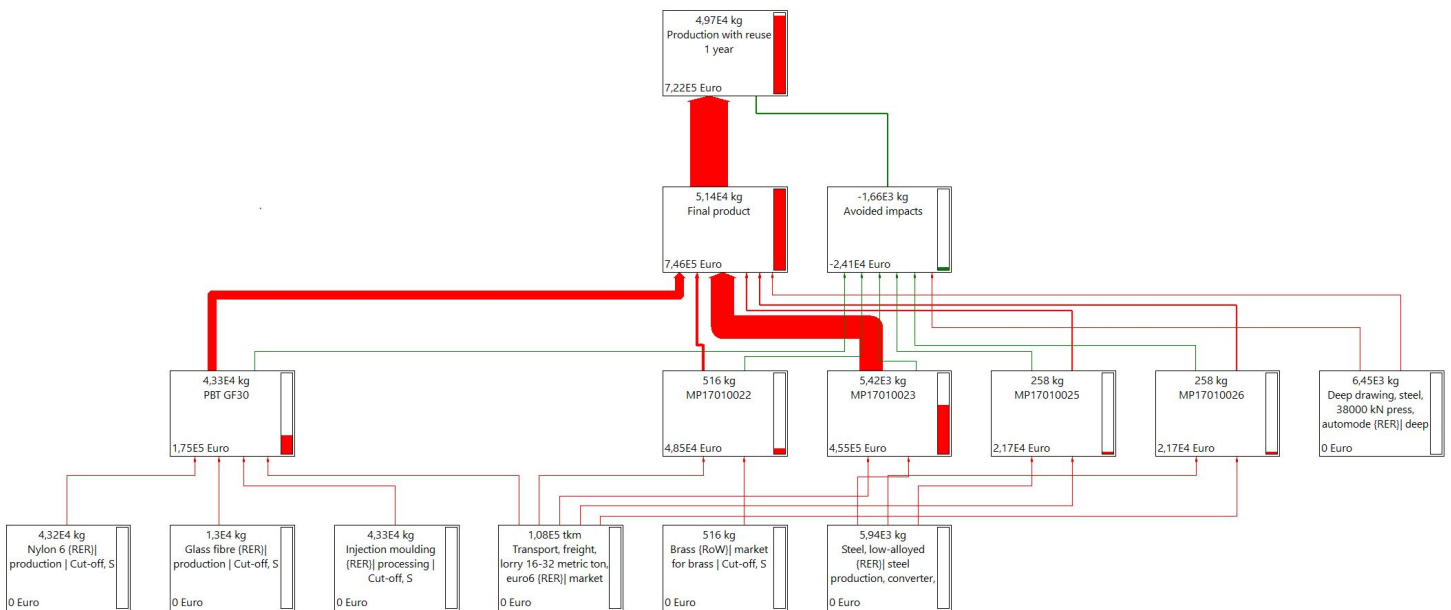 4,97E4 kg
Production with reuse
1 year
7,22E5 Euro
5,14E4 kg
Final product
7,46E5 Euro
-1,66E3 kg
Avoided impacts
-2,41E4 Euro
4,33E4 kg
PBT GF30
1,75E5 Euro
516 kg
MP17010022
4,85E4 Euro
5,42E3 kg
MP17010023
4,55E5 Euro
258 kg
MP17010025
2,17E4 Euro
258 kg
MP17010026
2,17E4 Euro
6,45E3 kg
Deep drawing, steel,
38000 kN press,
automode {RER}| deep
0 Euro
4,32E4 kg
Nylon 6 {RER}|
production | Cut-off, S
0 Euro
1,3E4 kg
Glass fibre {RER}|
production | Cut-off, S
0 Euro
4,33E4 kg
Injection moulding
{RER}| processing |
Cut-off, S
0 Euro
1,08E5 tkm
Transport, freight,
lorry 16-32 metric ton,
euro6 {RER}| market
0 Euro
516 kg
Brass {RoW}| market
for brass | Cut-off, S
0 Euro
5,94E3 kg
Steel, low-alloyed
{RER}| steel
production, converter,
0 Euro